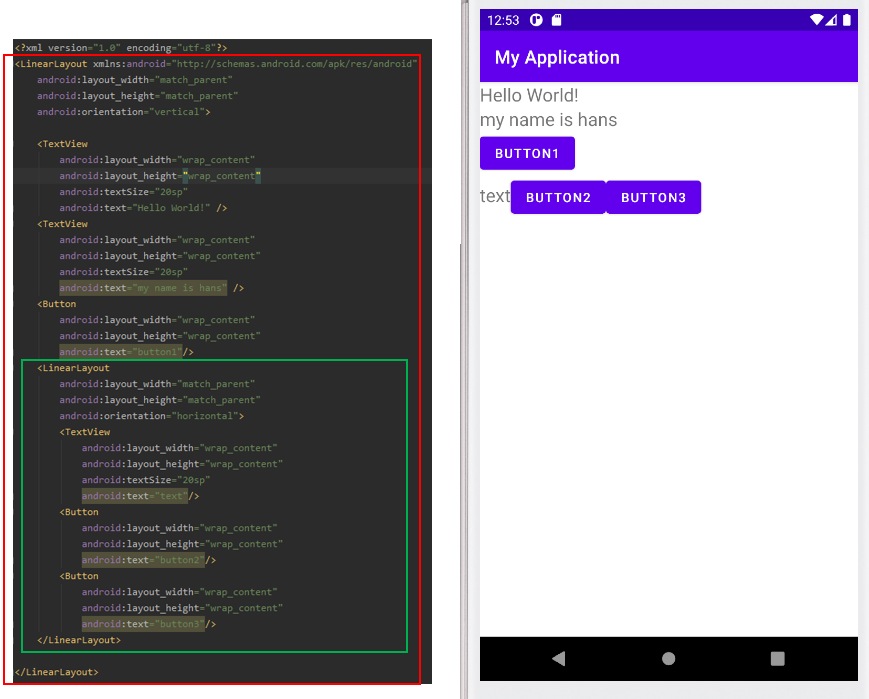 <?xml version="1.0" encoding="utf-8"?>
<LinearLayout xmlns:android="http://schemas.android.com/apk/res/android"
android:layout_width="match_parent"
android:layout_height="match_parent"
android:orientation="vertical">
<TextView
android:layout_width="wrap_content"
android:layout_height="wrap_content"
android:textSize="20sp"
android:text="Hello World!" />
<TextView
android:layout_width="wrap_content"
android:layout_height="wrap_content"
android:textSize="20sp"
android:text="my name is hans" />
<Button
android:layout_width="wrap_content"
android:layout_height="wrap_content"
android:text="button1"/>
<LinearLayout
android:layout_width="match_parent"
android:layout_height="match_parent"
android:orientation="horizontal">
<TextView
android:layout_width="wrap_content"
android:layout_height="wrap_content"
android:textSize="20sp"
android:text="text"/>
<Button
android:layout_width="wrap_content"
android:layout_height="wrap_content"
android:text="button2"/>
<Button
android:layout_width="wrap_content"
android:layout_height="wrap_content"
android:text="button3"/>
</LinearLayout>
</LinearLayout>
12:53
My Application
Hello World!
my name is hans
BUTTON1
text BUTTON2 BUTTON3